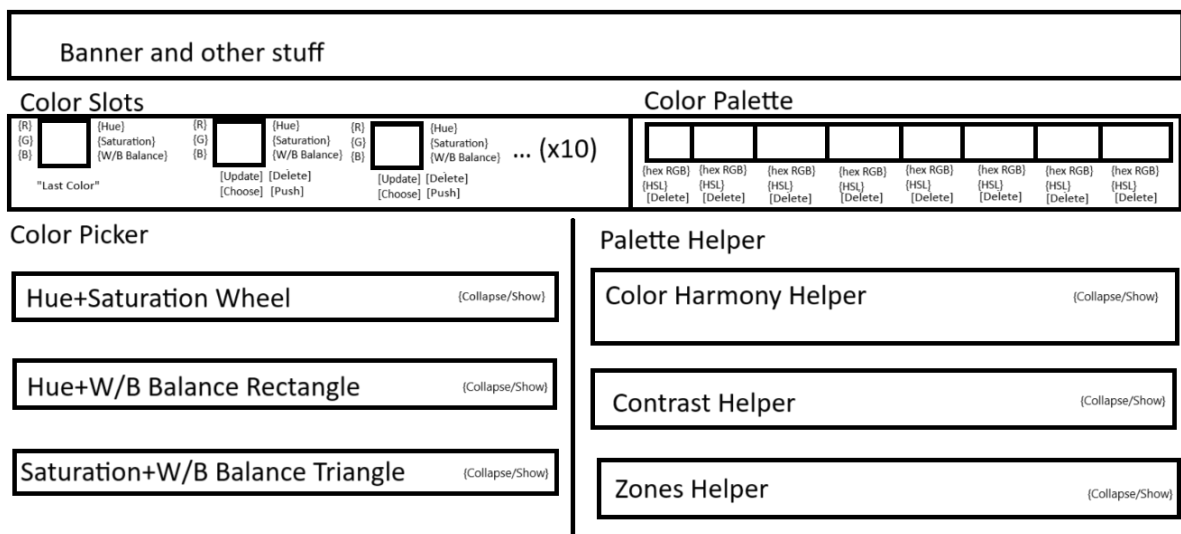 Banner and other stuff
Color Slots
{R} {Hue} {R} {Hue} {R} {Hue}
{G} {Saturation} {G} {Saturation} {G} {Saturation}
{B} {W/B Balance} {B} {W/B Balance} {B} {W/B Balance} ... (x10)
"Last Color" [Update] [Delete] [Update] [Delete]
[Choose] [Push] [Choose] [Push]
Color Palette
{hex RGB} {hex RGB} {hex RGB} {hex RGB} {hex RGB} {hex RGB} {hex RGB} {hex RGB}
{HSL} {HSL} {HSL} {HSL} {HSL} {HSL} {HSL} {HSL}
[Delete] [Delete] [Delete] [Delete] [Delete] [Delete] [Delete] [Delete]
Color Picker
Hue+Saturation Wheel {Collapse/Show}
Hue+W/B Balance Rectangle {Collapse/Show}
Saturation+W/B Balance Triangle {Collapse/Show}
Palette Helper
Color Harmony Helper {Collapse/Show}
Contrast Helper {Collapse/Show}
Zones Helper {Collapse/Show}